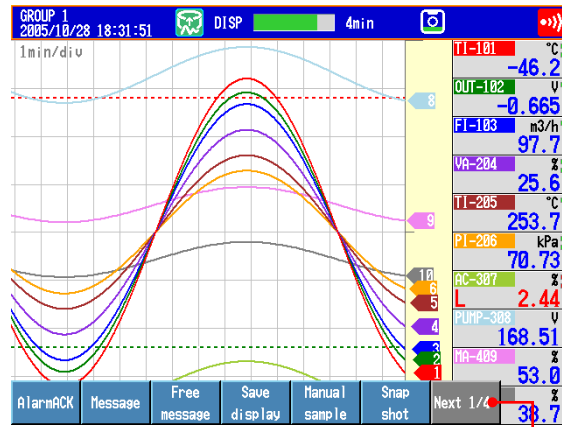 GROUP 1
2005/10/28 18:31:51
DISP
4min
1min/div
TI-101 °C
-46.2
OUT-102 V
-0.665
FI-103 m3/h
97.7
VA-204 %
25.6
TI-205 °C
253.7
PI-206 kPa
70.73
AC-307 %
L 2.44
PUMP-308 V
168.51
MA-409 %
53.0
%
38.7
8
9
10
6
5
4
3
2
1
AlarmACK
Message
Free message
Save display
Manual sample
Snap shot
Next 1/4